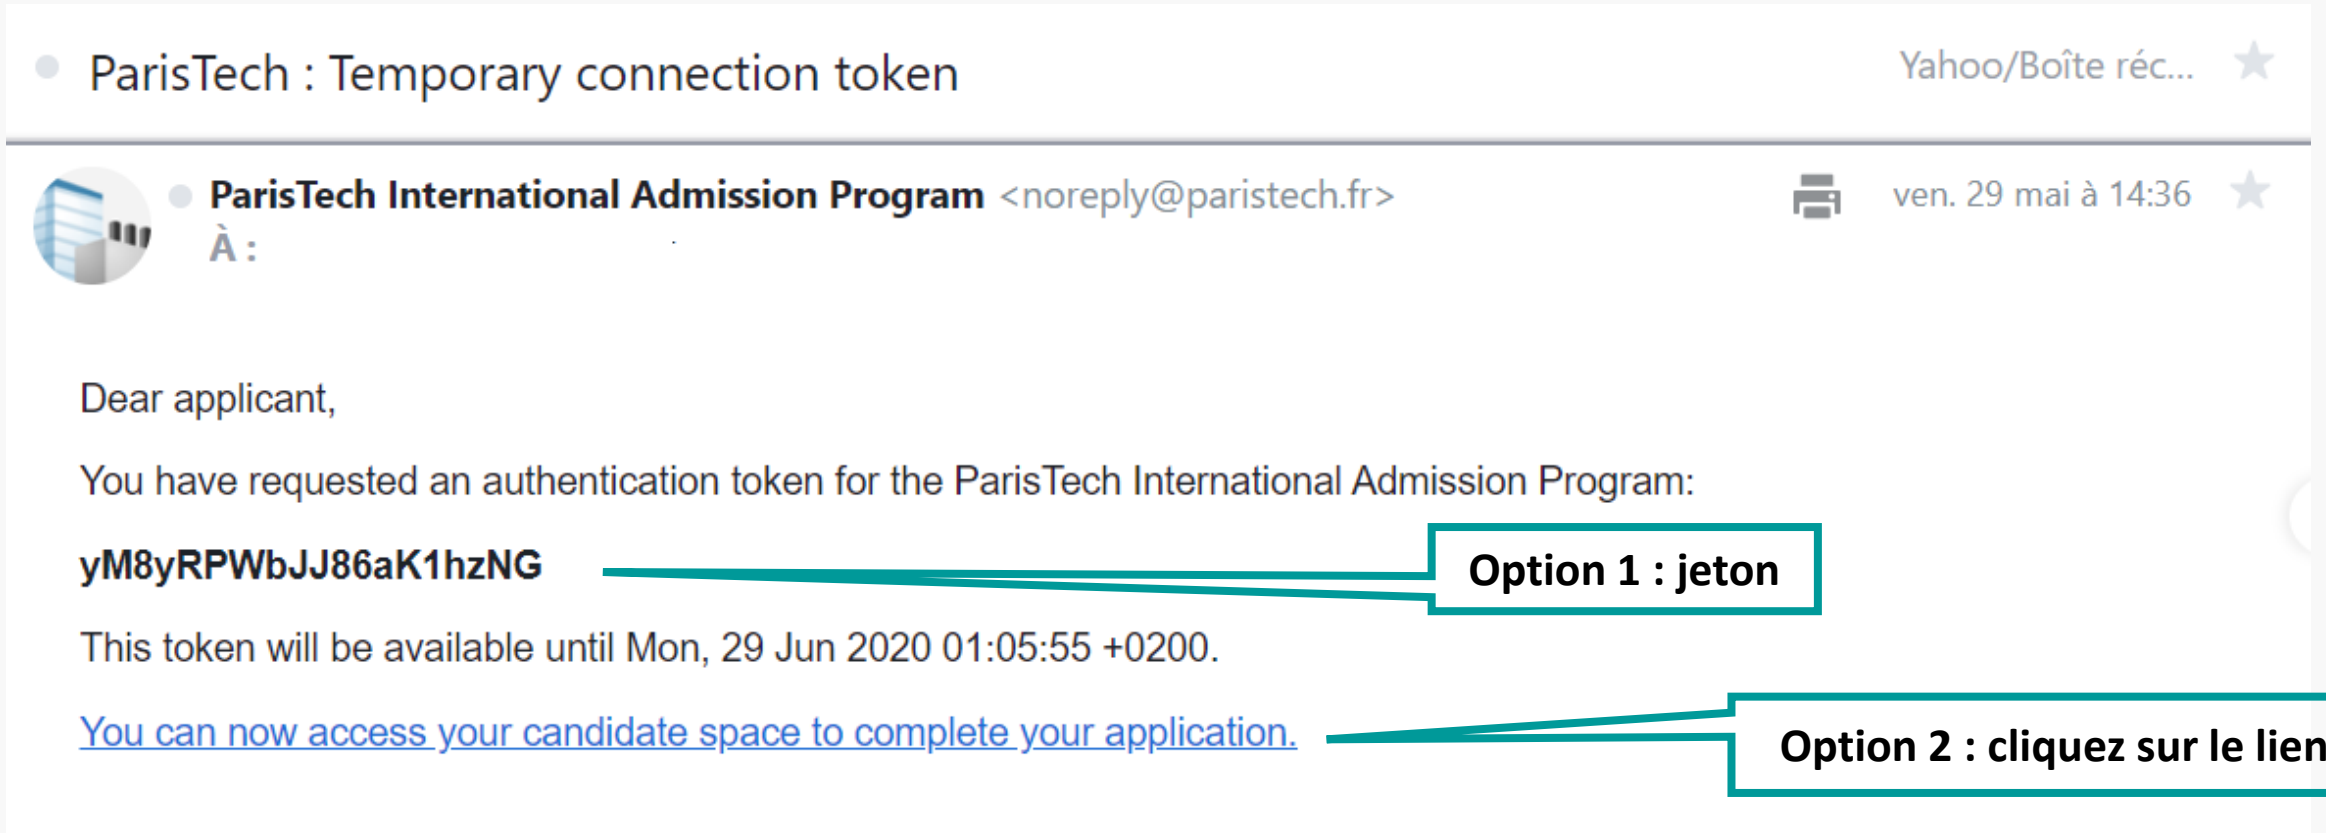 ParisTech : Temporary connection token
Yahoo/Boîte réc...
ParisTech International Admission Program <noreply@paristech.fr>
ven. 29 mai à 14:36
À :
Dear applicant,
You have requested an authentication token for the ParisTech International Admission Program:
yM8yRPWbJJ86aK1hzNG
Option 1 : jeton
This token will be available until Mon, 29 Jun 2020 01:05:55 +0200.
You can now access your candidate space to complete your application.
Option 2 : cliquez sur le lien